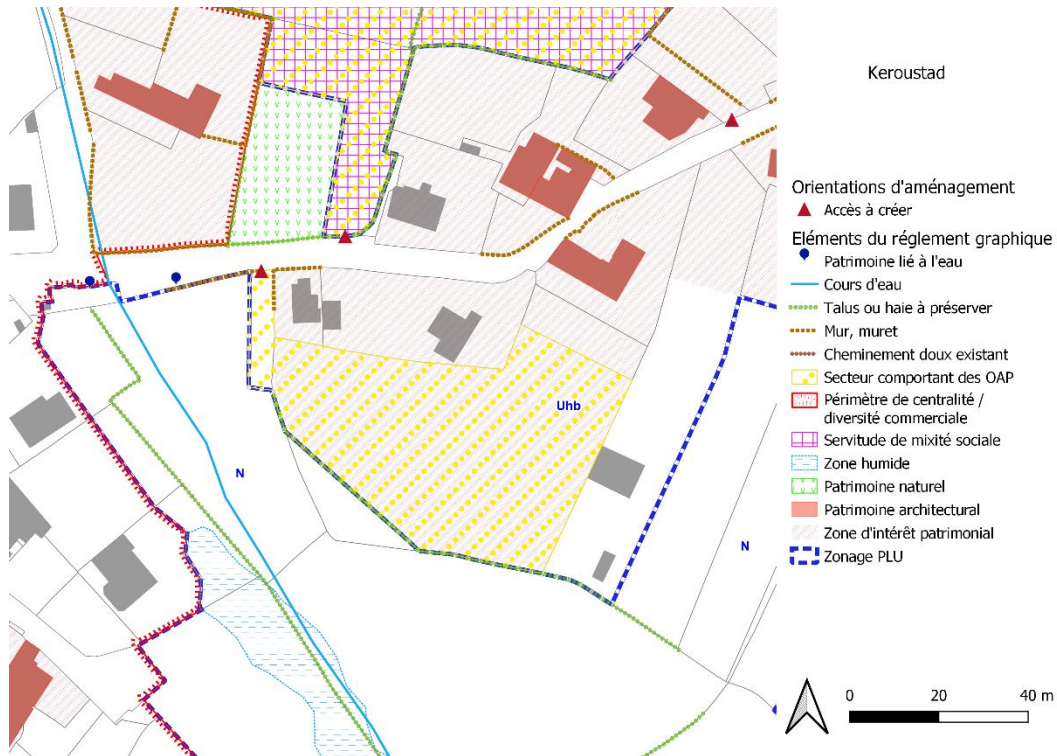 Keroustad
Orientations d'aménagement
Accès à créer
Eléments du réglement graphique
Patrimoine lié à l'eau
Cours d'eau
Talus ou haie à préserver
Mur, muret
Cheminement doux existant
Secteur comportant des OAP
Périmètre de centralité /
diversité commerciale
Servitude de mixité sociale
Zone humide
Patrimoine naturel
Patrimoine architectural
Zone d'intérêt patrimonial
Zonage PLU
Uhb
N
N
0 20 40 m